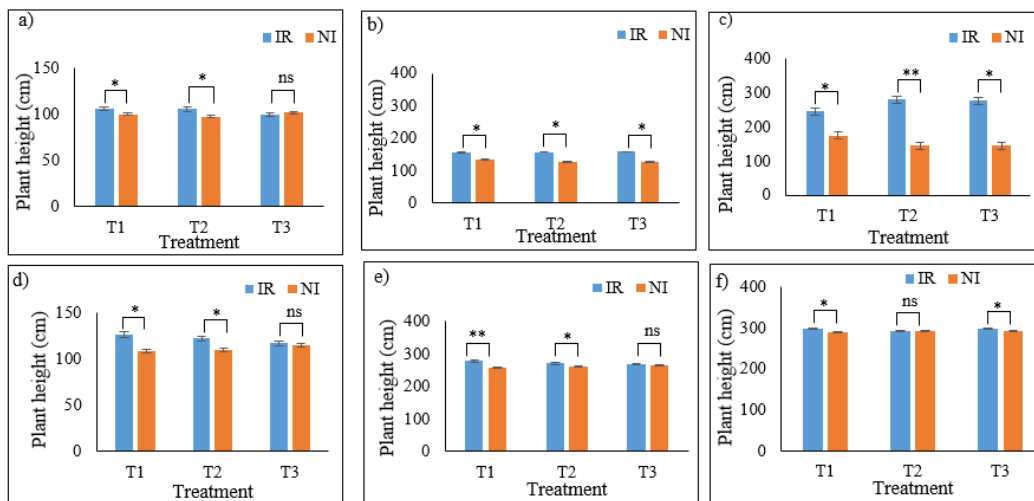 a)
IR NI
Plant height (cm)
150
100
50
0
* * ns
T1 T2 T3
Treatment
b)
IR NI
Plant height (cm)
400
300
200
100
0
* * *
T1 T2 T3
Treatment
c)
IR NI
Plant height (cm)
400
300
200
100
0
* ** *
T1 T2 T3
Treatment
d)
IR NI
Plant height (cm)
150
100
50
0
* * ns
T1 T2 T3
Treatment
e)
IR NI
Plant height (cm)
400
300
200
100
0
** * ns
T1 T2 T3
Treatment
f)
IR NI
Plant height (cm)
400
300
200
100
0
* ns *
T1 T2 T3
Treatment